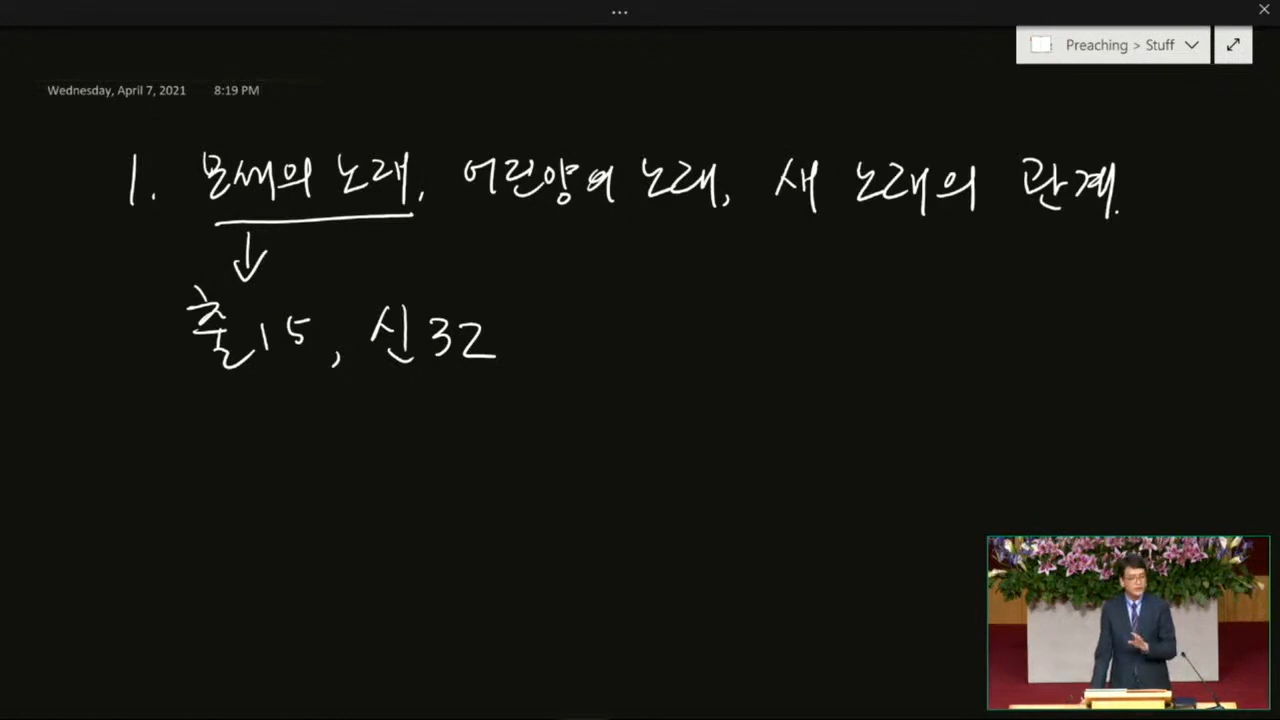 Preaching > Stuff
Wednesday, April 7, 2021 8:19 PM
1. 모세의 노래, 어린양의 노래, 새 노래의 관계.
출15, 신32